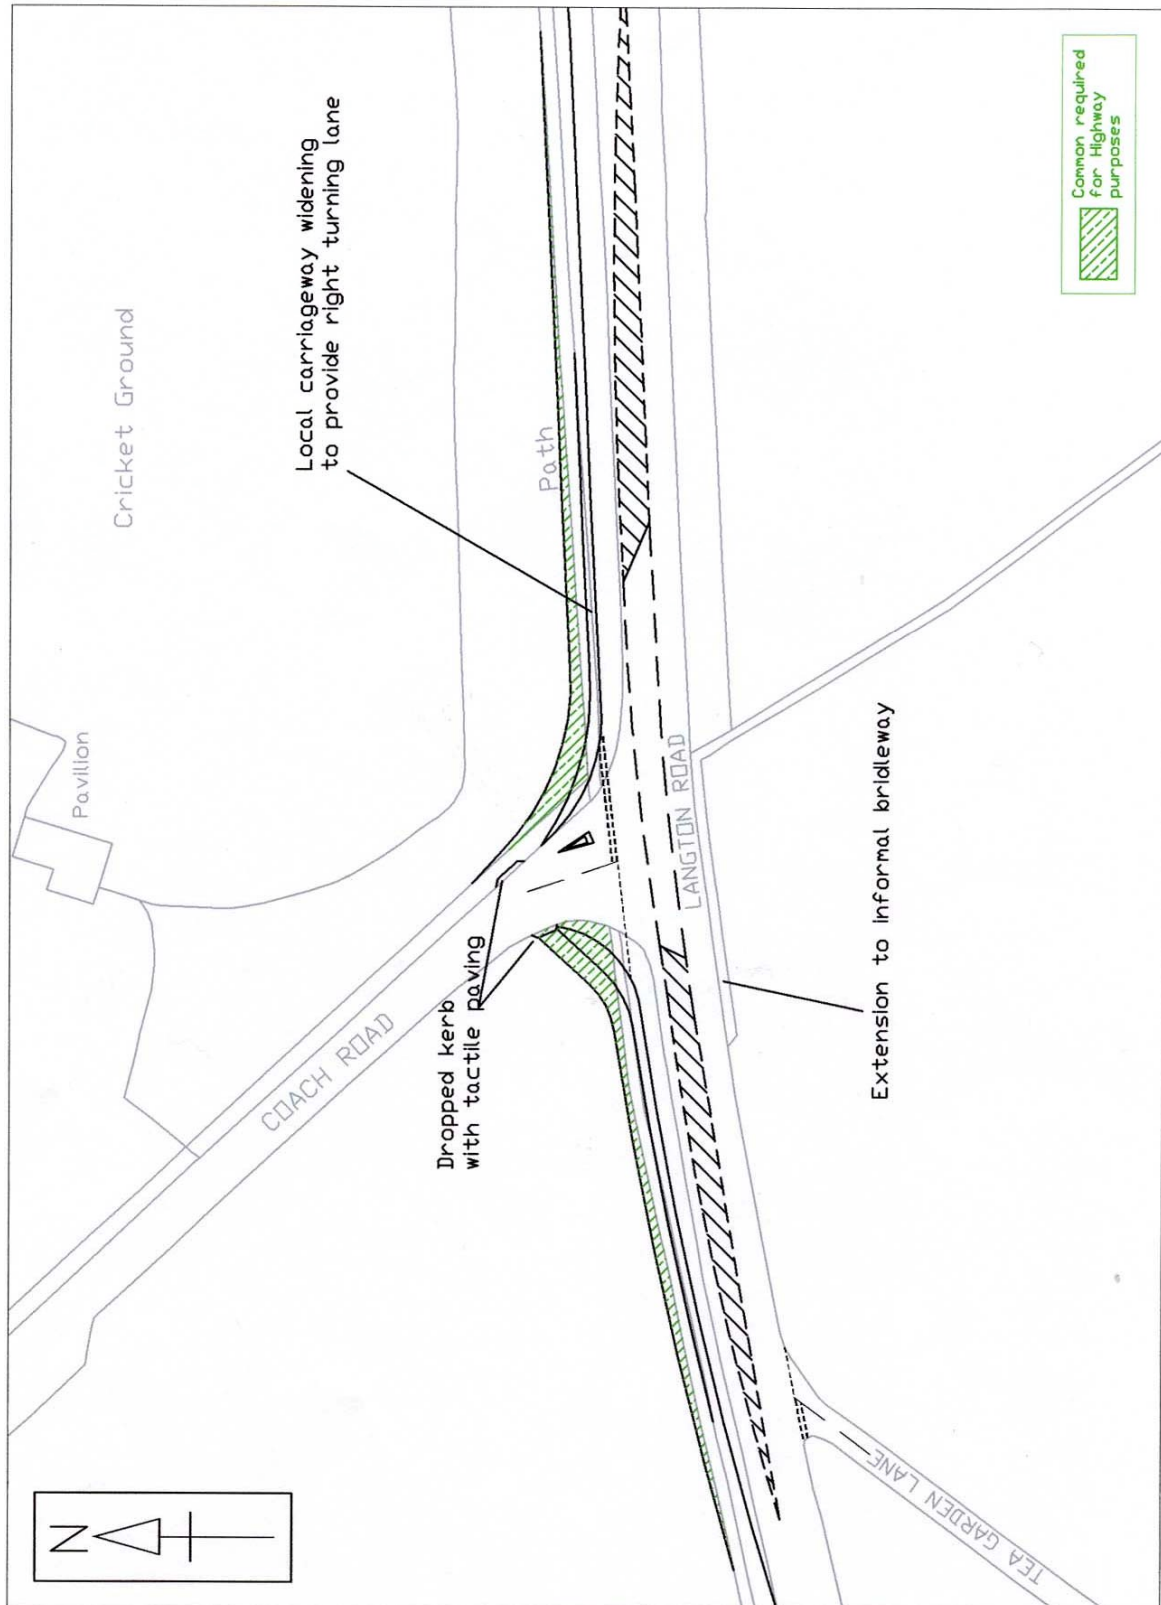 N
Pavilion
Cricket Ground
Local carriageway widening
to provide right turning lane
COACH ROAD
Dropped kerb
with tactile paving
Path
LANGTON ROAD
Extension to informal bridleway
TEA GARDEN LANE
Common required
for Highway
purposes